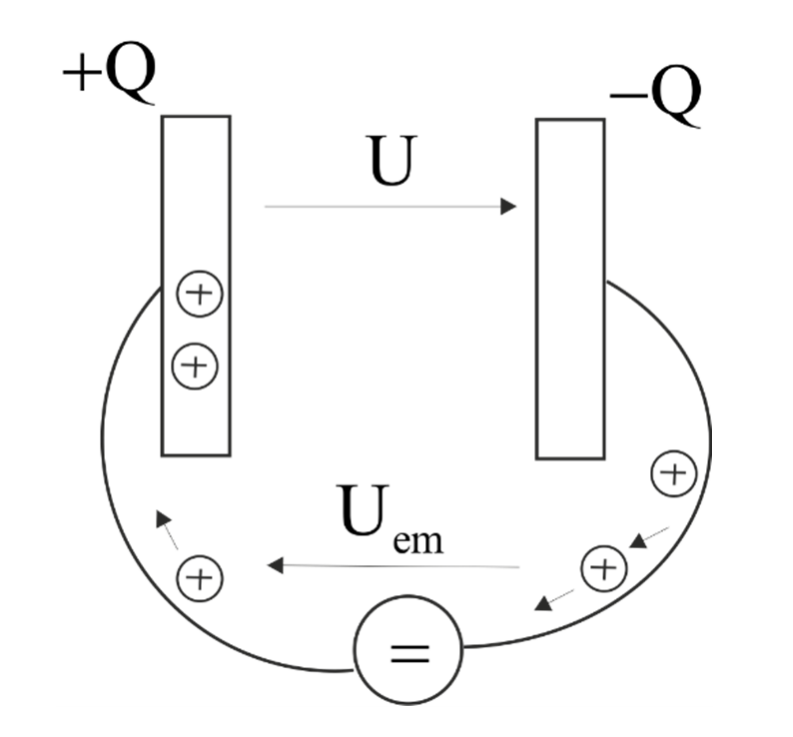 +Q
−Q
U
+
+
+
U em
+
+
=